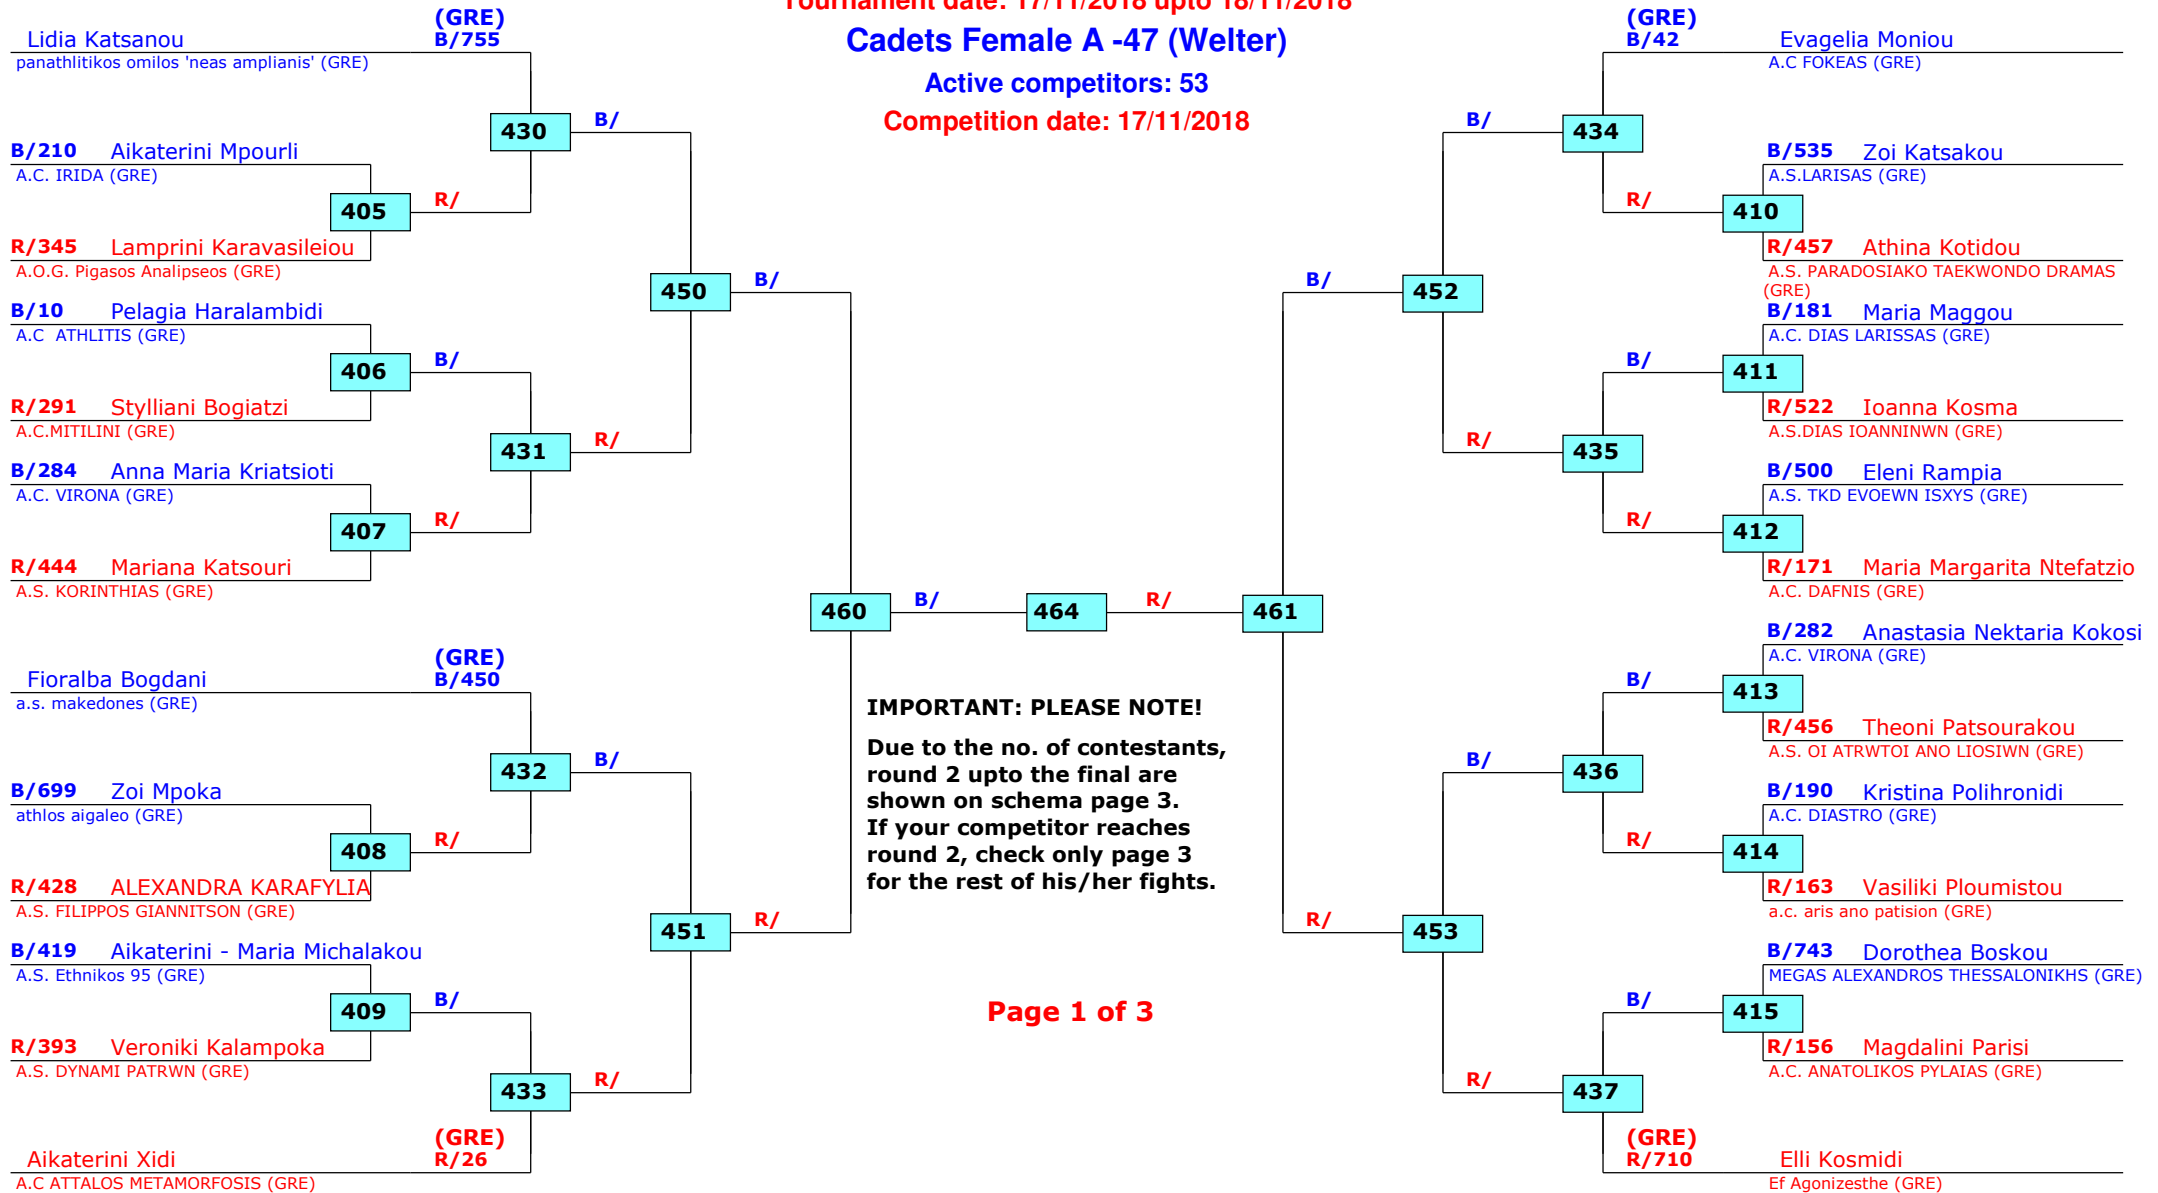 Tournament date: 17/11/2018 upto 18/11/2018
Cadets Female A -47 (Welter)
Active competitors: 53
Competition date: 17/11/2018
(GRE)
Lidia Katsanou B/755
panathlitikos omilos 'neas amplianis' (GRE)
430 B/
B/210 Aikaterini Mpourli
A.C. IRIDA (GRE)
405 R/
R/345 Lamprini Karavasileiou
A.O.G. Pigasos Analipseos (GRE)
450 B/
B/10 Pelagia Haralambidi
A.C ATHLITIS (GRE)
406 B/
R/291 Stylliani Bogiatzi
A.C.MITILINI (GRE)
431 R/
B/284 Anna Maria Kriatsioti
A.C. VIRONA (GRE)
407 R/
R/444 Mariana Katsouri
A.S. KORINTHIAS (GRE)
460 B/ 464 R/ 461
(GRE)
Fioralba Bogdani B/450
a.s. makedones (GRE)
432 B/
B/699 Zoi Mpoka
athlos aigaleo (GRE)
408 R/
R/428 ALEXANDRA KARAFYLIA
A.S. FILIPPOS GIANNITSON (GRE)
451 R/
B/419 Aikaterini - Maria Michalakou
A.S. Ethnikos 95 (GRE)
409 B/
R/393 Veroniki Kalampoka
A.S. DYNAMI PATRWN (GRE)
433 R/
(GRE)
Aikaterini Xidi R/26
A.C ATTALOS METAMORFOSIS (GRE)
IMPORTANT: PLEASE NOTE!
Due to the no. of contestants,
round 2 upto the final are
shown on schema page 3.
If your competitor reaches
round 2, check only page 3
for the rest of his/her fights.
Page 1 of 3
(GRE)
B/42 Evagelia Moniou
A.C FOKEAS (GRE)
B/ 434
B/535 Zoi Katsakou
A.S.LARISAS (GRE)
R/ 410
R/457 Athina Kotidou
A.S. PARADOSIAKO TAEKWONDO DRAMAS
(GRE)
B/ 452
B/181 Maria Maggou
A.C. DIAS LARISSAS (GRE)
B/ 411
R/522 Ioanna Kosma
A.S.DIAS IOANNINWN (GRE)
R/ 435
B/500 Eleni Rampia
A.S. TKD EVOEWN ISXYS (GRE)
R/ 412
R/171 Maria Margarita Ntefatzio
A.C. DAFNIS (GRE)
B/282 Anastasia Nektaria Kokosi
A.C. VIRONA (GRE)
B/ 413
R/456 Theoni Patsourakou
A.S. OI ATRWTOI ANO LIOSIWN (GRE)
B/ 436
B/190 Kristina Polihronidi
A.C. DIASTRO (GRE)
R/ 414
R/163 Vasiliki Ploumistou
a.c. aris ano patision (GRE)
R/ 453
B/743 Dorothea Boskou
MEGAS ALEXANDROS THESSALONIKHS (GRE)
B/ 415
R/156 Magdalini Parisi
A.C. ANATOLIKOS PYLAIAS (GRE)
R/ 437
(GRE)
R/710 Elli Kosmidi
Ef Agonizesthe (GRE)